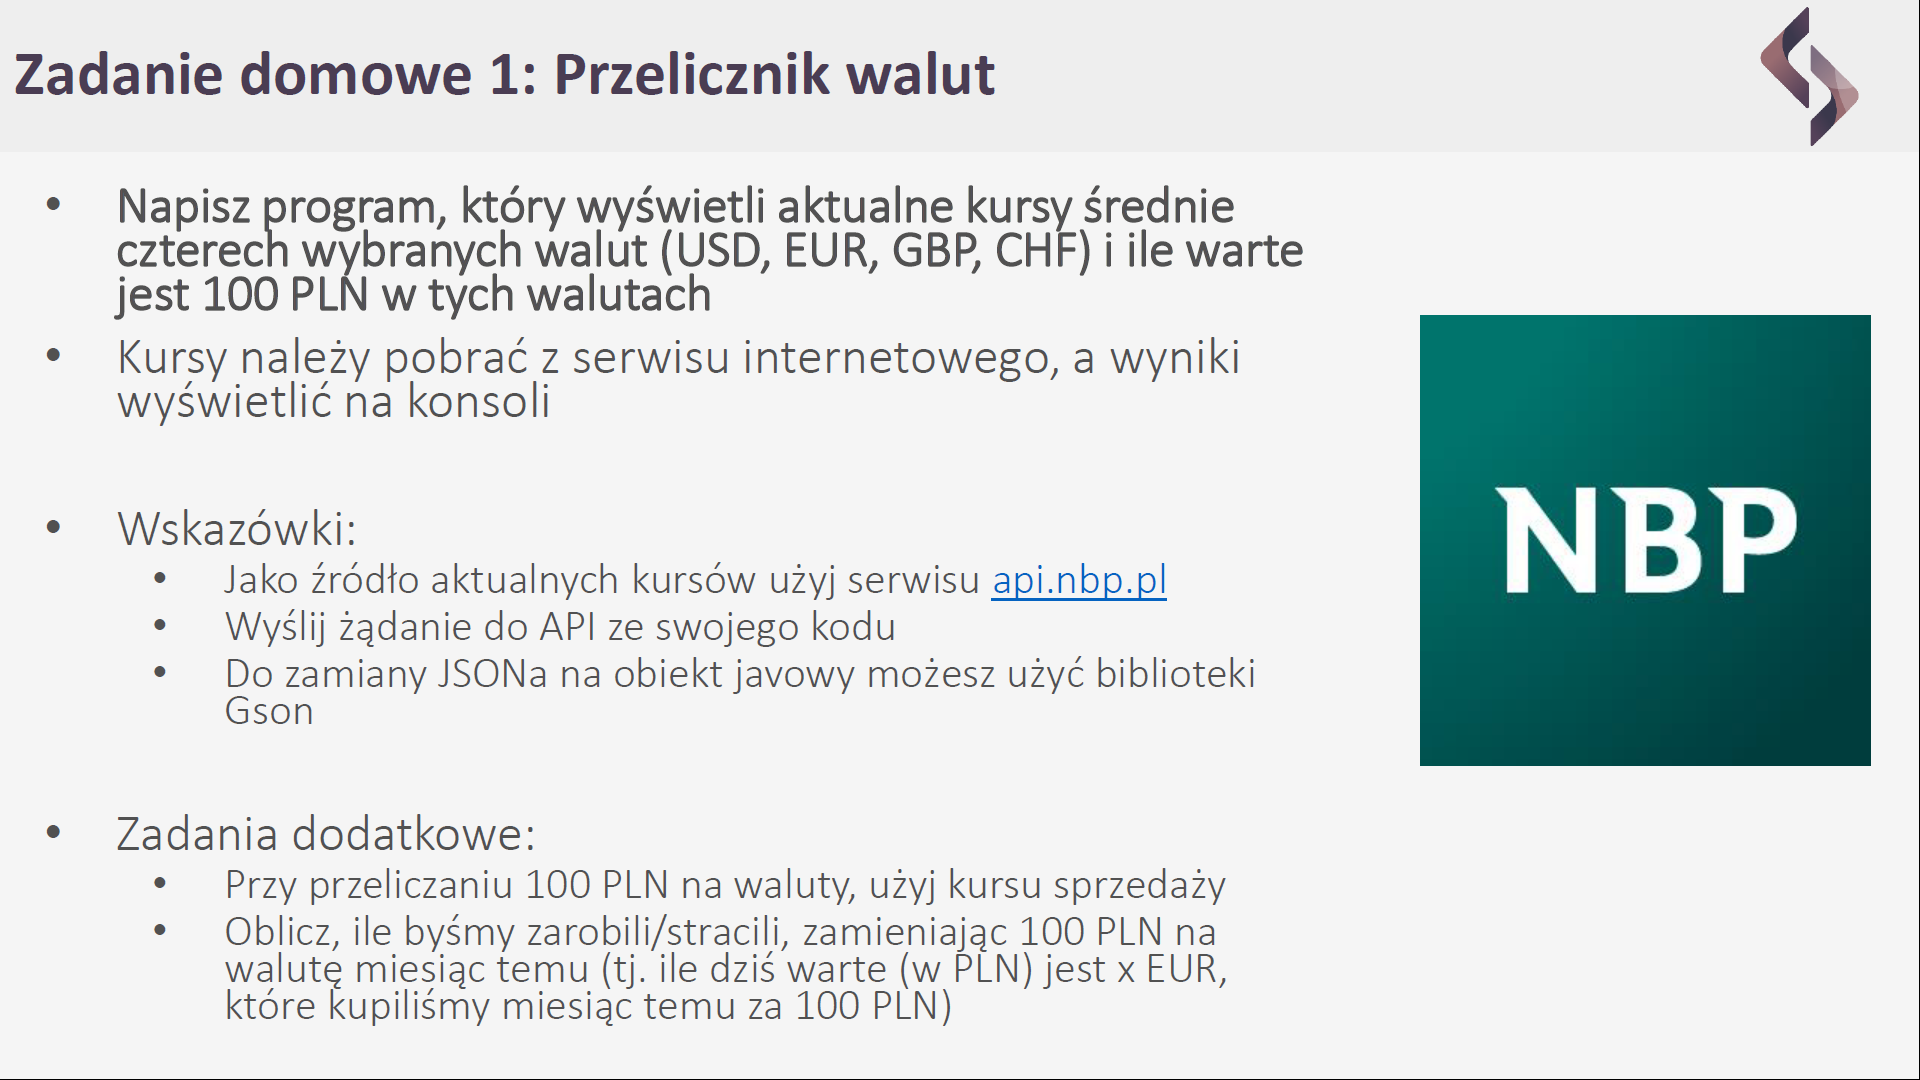 Zadanie domowe 1: Przelicznik walut
• Napisz program, który wyświetli aktualne kursy średnie
czterech wybranych walut (USD, EUR, GBP, CHF) i ile warte
jest 100 PLN w tych walutach
• Kursy należy pobrać z serwisu internetowego, a wyniki
wyświetlić na konsoli
• Wskazówki:
• Jako źródło aktualnych kursów użyj serwisu api.nbp.pl
• Wyślij żądanie do API ze swojego kodu
• Do zamiany JSONa na obiekt javowy możesz użyć biblioteki
Gson
NBP
• Zadania dodatkowe:
• Przy przeliczaniu 100 PLN na waluty, użyj kursu sprzedaży
• Oblicz, ile byśmy zarobili/stracili, zamieniając 100 PLN na
walutę miesiąc temu (tj. ile dziś warte (w PLN) jest x EUR,
które kupiliśmy miesiąc temu za 100 PLN)